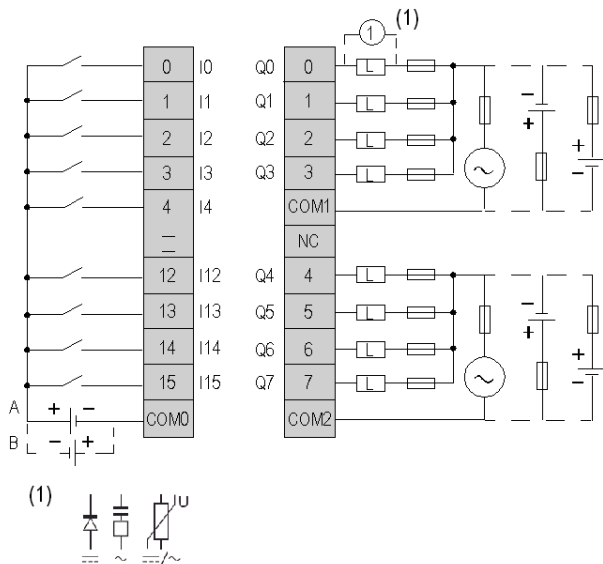 1 (1)
0 I0 Q0 0 L
1 I1 Q1 1 L
2 I2 Q2 2 L
3 I3 Q3 3 L
4 I4 COM1
NC
12 I12 Q4 4 L
13 I13 Q5 5 L
14 I14 Q6 6 L
15 I15 Q7 7 L
A + − COM0 COM2
B − +
− + + −
− + + −
(1) U